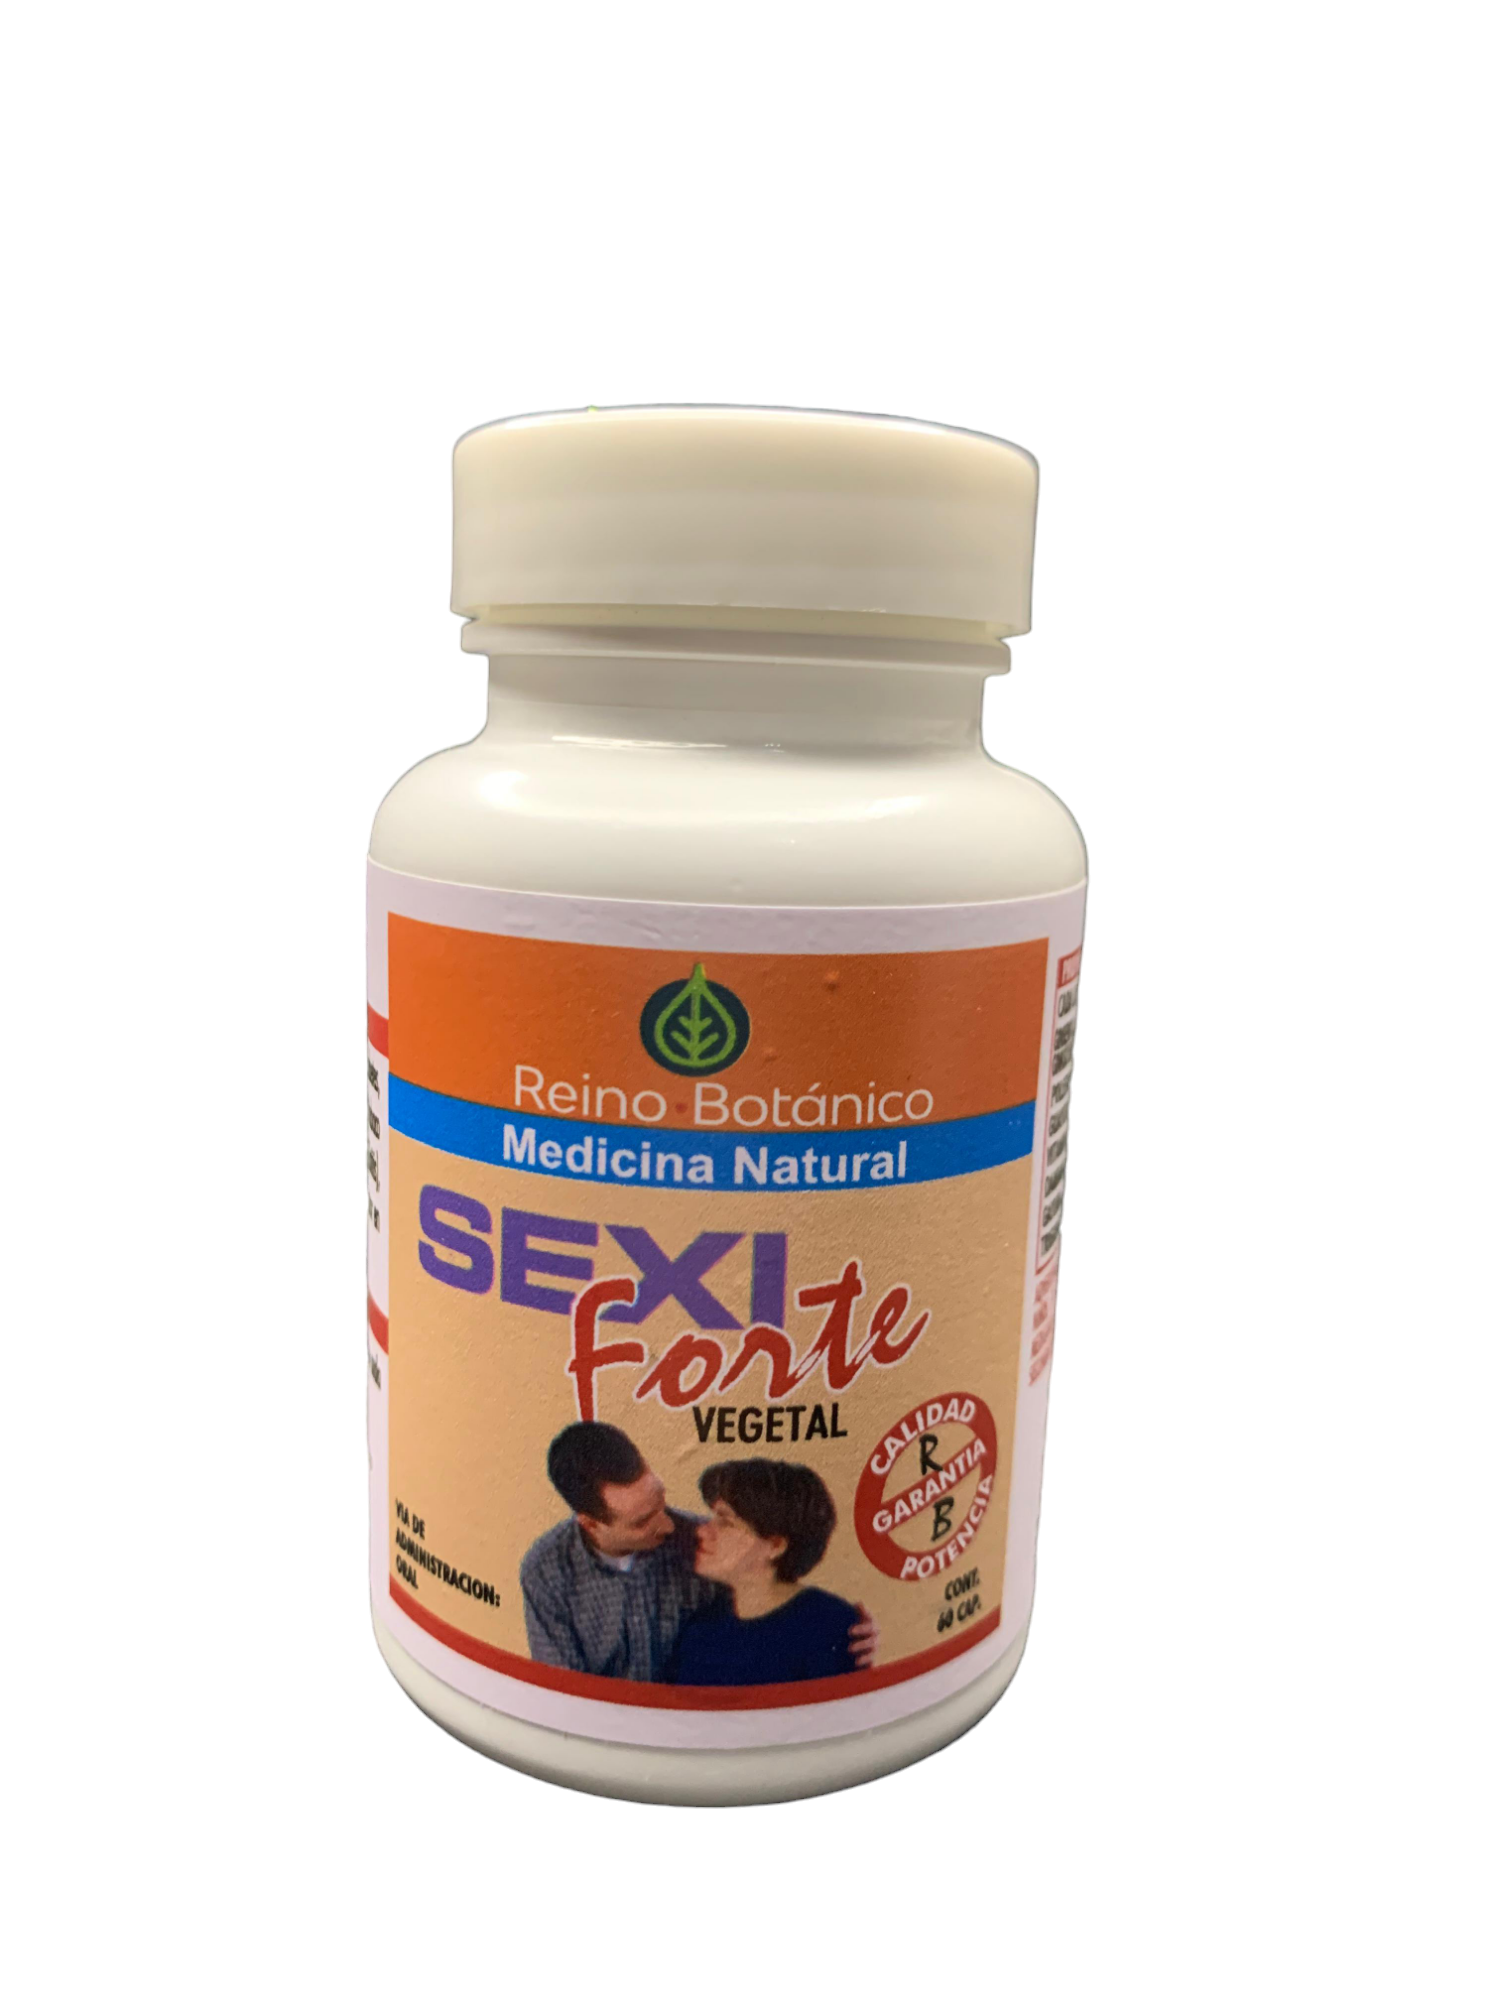 Reino Botánico
Medicina Natural
SEXI
forte
VEGETAL
CALIDAD
R
GARANTIA
B
POTENCIA
VIA DE
ADMINISTRACION:
ORAL
CONT.
60 CAP.